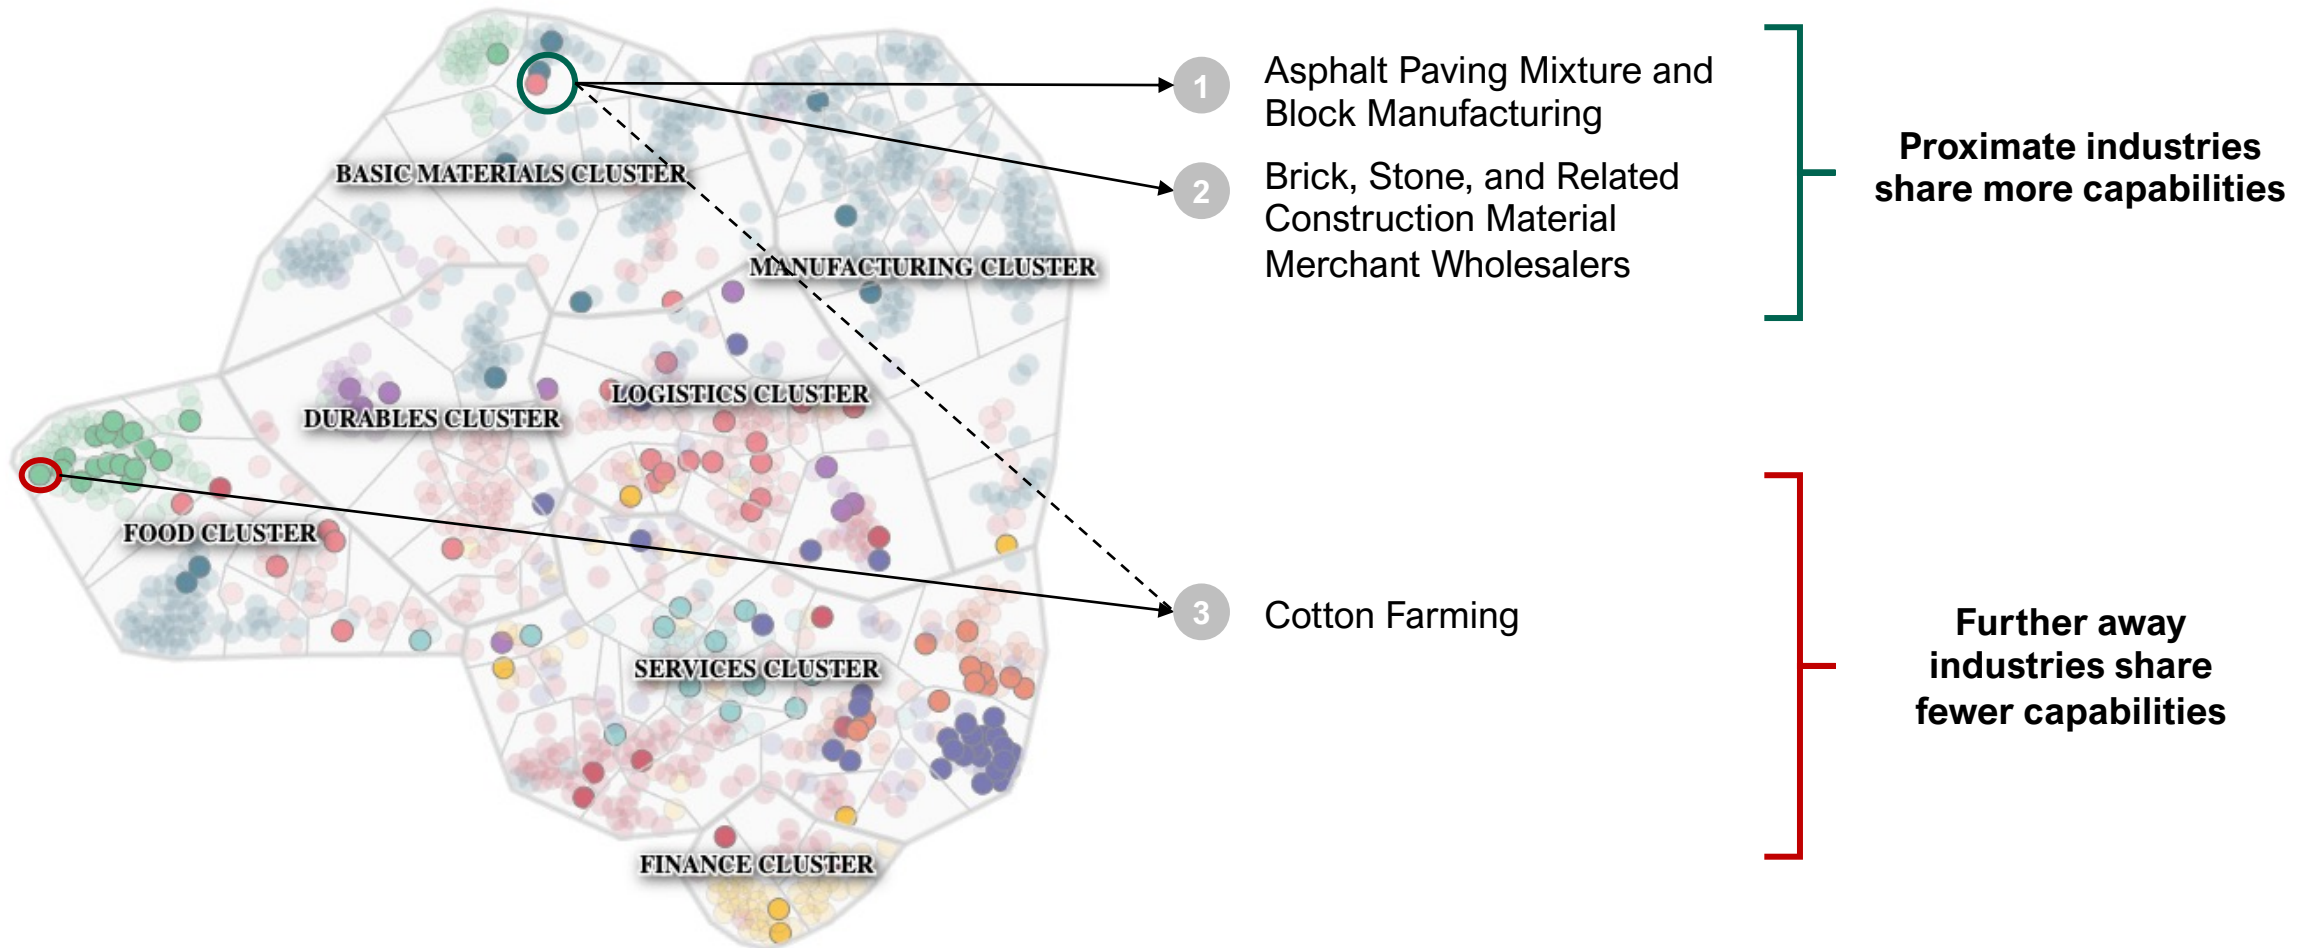 BASIC MATERIALS CLUSTER
MANUFACTURING CLUSTER
DURABLES CLUSTER
LOGISTICS CLUSTER
FOOD CLUSTER
SERVICES CLUSTER
FINANCE CLUSTER
1
Asphalt Paving Mixture and
Block Manufacturing
2
Brick, Stone, and Related
Construction Material
Merchant Wholesalers
3
Cotton Farming
Proximate industries
share more capabilities
Further away
industries share
fewer capabilities